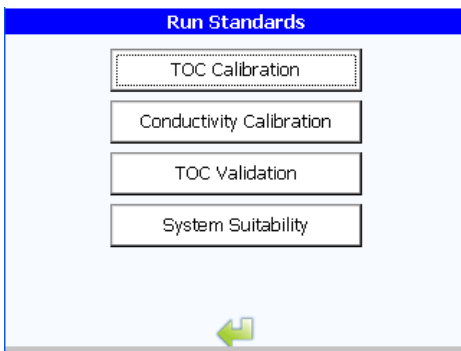 Run Standards
TOC Calibration
Conductivity Calibration
TOC Validation
System Suitability